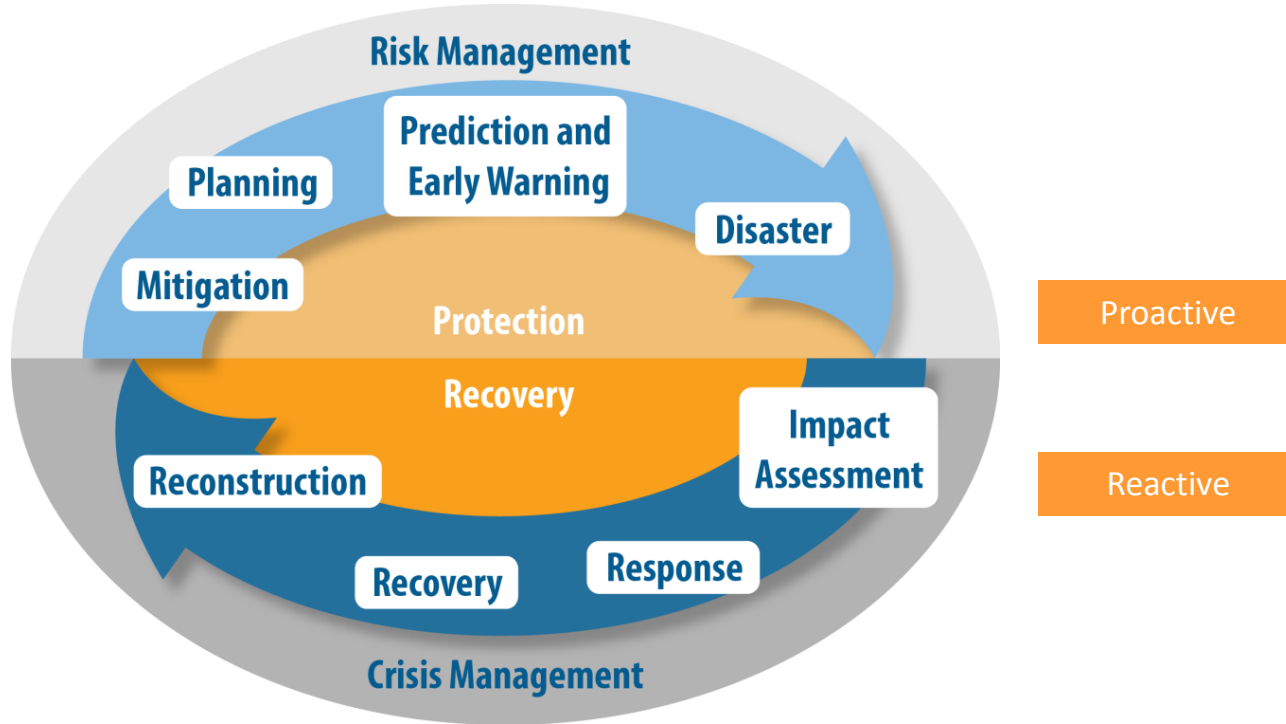 Risk Management
Prediction and
Early Warning
Planning
Disaster
Mitigation
Protection
Proactive
Recovery
Impact
Assessment
Reconstruction
Reactive
Response
Recovery
Crisis Management